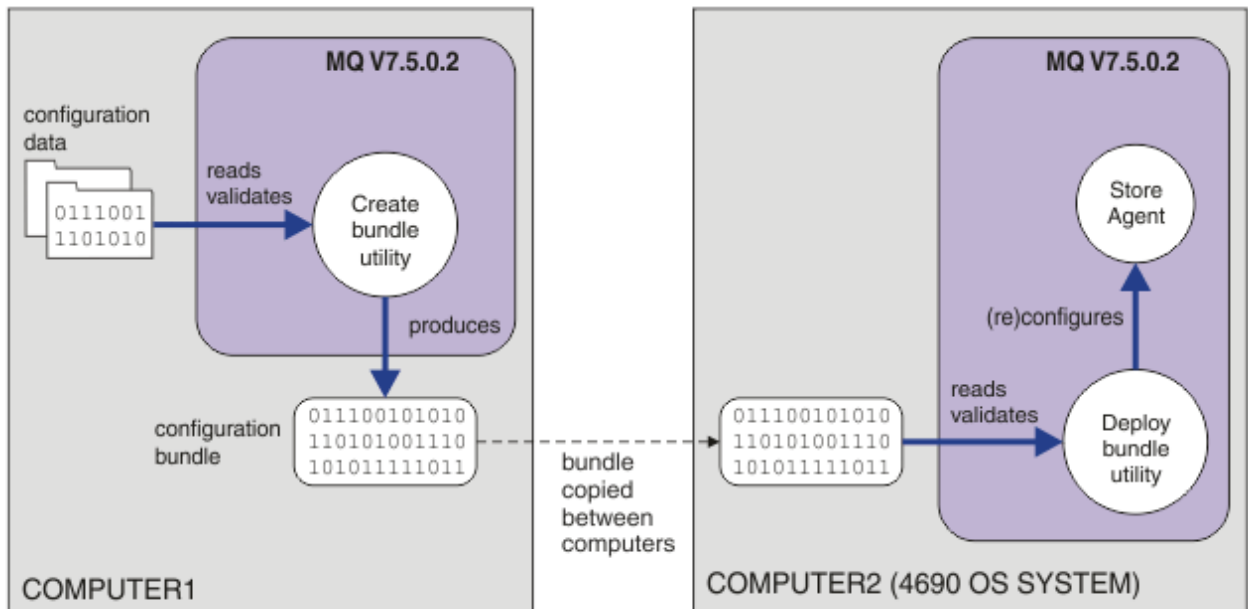 MQ V7.5.0.2
configuration
data
0111001
1101010
reads
validates
Create
bundle
utility
produces
configuration
bundle
011100101010
110101001110
101011111011
COMPUTER1
bundle
copied
between
computers
MQ V7.5.0.2
Store
Agent
(re)configures
011100101010
110101001110
101011111011
reads
validates
Deploy
bundle
utility
COMPUTER2 (4690 OS SYSTEM)